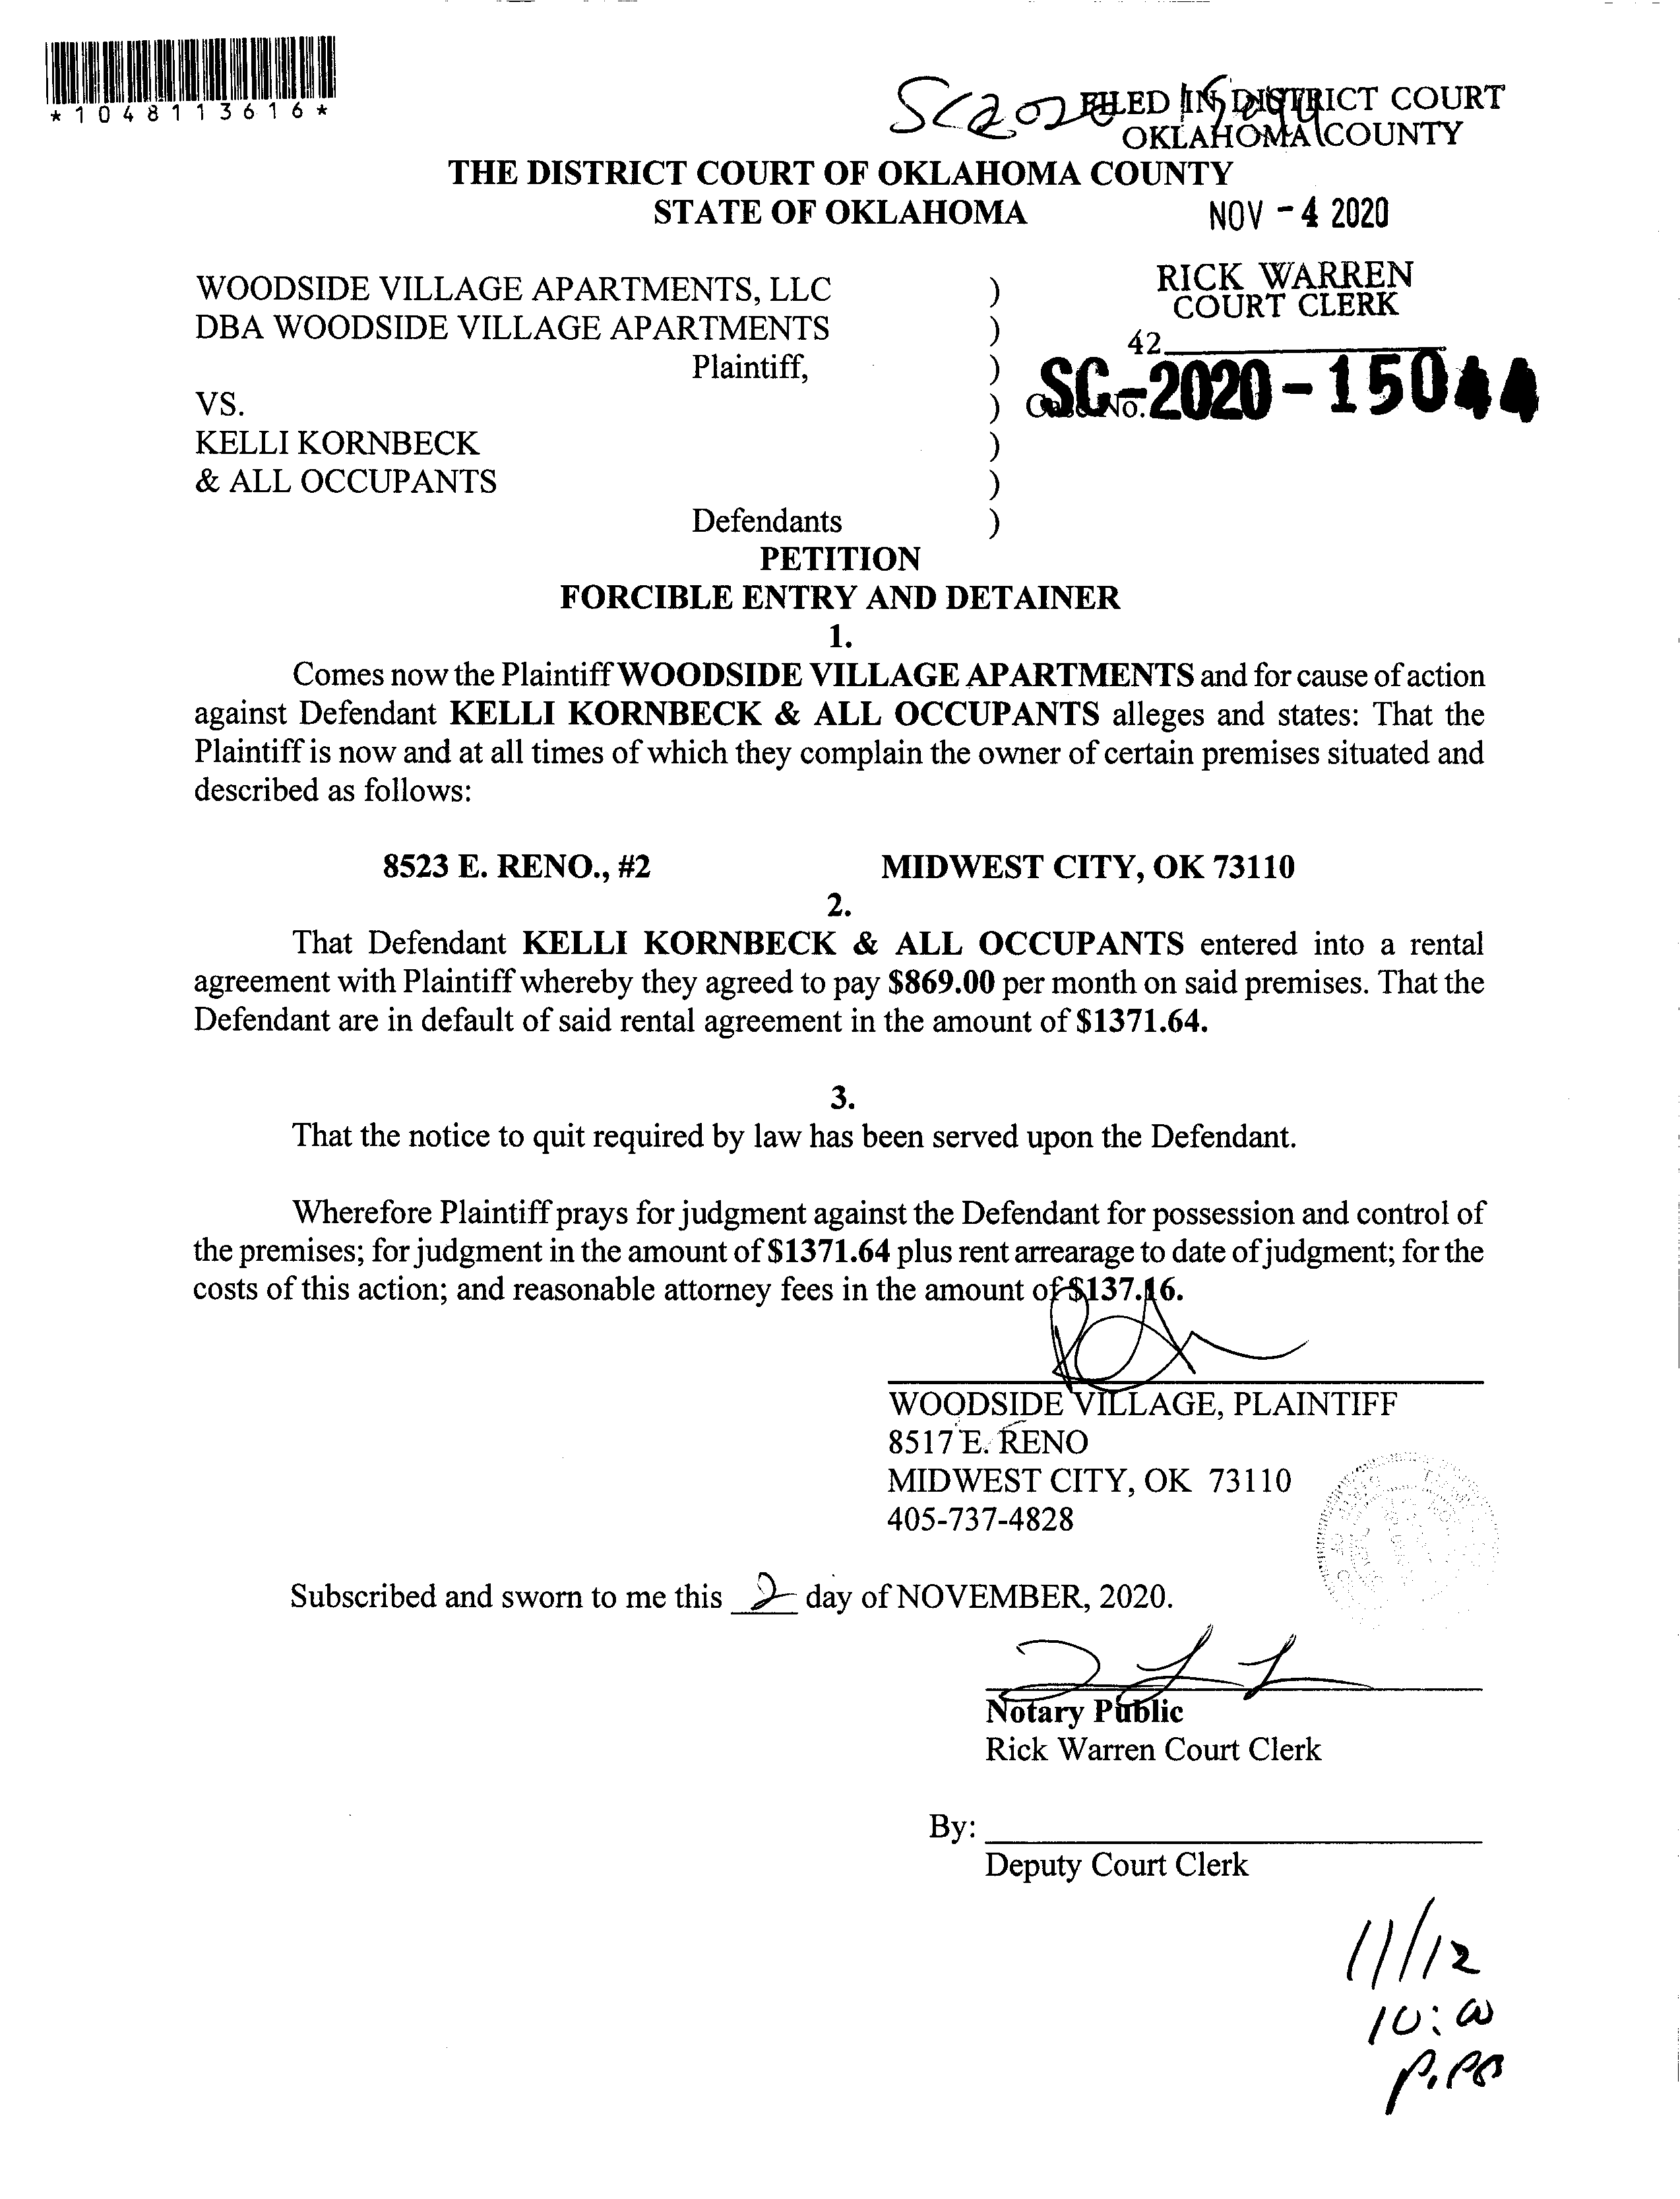 *1048113616*
FILED IN DISTRICT COURT
OKLAHOMA COUNTY
THE DISTRICT COURT OF OKLAHOMA COUNTY
STATE OF OKLAHOMA
NOV - 4 2020
RICK WARREN
COURT CLERK
42
SC-2020-15044
Case No.
WOODSIDE VILLAGE APARTMENTS, LLC )
DBA WOODSIDE VILLAGE APARTMENTS )
Plaintiff, )
VS. )
KELLI KORNBECK )
& ALL OCCUPANTS )
Defendants )
PETITION
FORCIBLE ENTRY AND DETAINER
1.
Comes now the Plaintiff WOODSIDE VILLAGE APARTMENTS and for cause of action
against Defendant KELLI KORNBECK & ALL OCCUPANTS alleges and states: That the
Plaintiff is now and at all times of which they complain the owner of certain premises situated and
described as follows:
8523 E. RENO., #2 MIDWEST CITY, OK 73110
2.
That Defendant KELLI KORNBECK & ALL OCCUPANTS entered into a rental
agreement with Plaintiff whereby they agreed to pay $869.00 per month on said premises. That the
Defendant are in default of said rental agreement in the amount of $1371.64.
3.
That the notice to quit required by law has been served upon the Defendant.
Wherefore Plaintiff prays for judgment against the Defendant for possession and control of
the premises; for judgment in the amount of $1371.64 plus rent arrearage to date of judgment; for the
costs of this action; and reasonable attorney fees in the amount of $137.16.
WOODSIDE VILLAGE, PLAINTIFF
8517 E. RENO
MIDWEST CITY, OK 73110
405-737-4828
Subscribed and sworn to me this 2 day of NOVEMBER, 2020.
Notary Public
Rick Warren Court Clerk
By:
Deputy Court Clerk
11/12
10:00